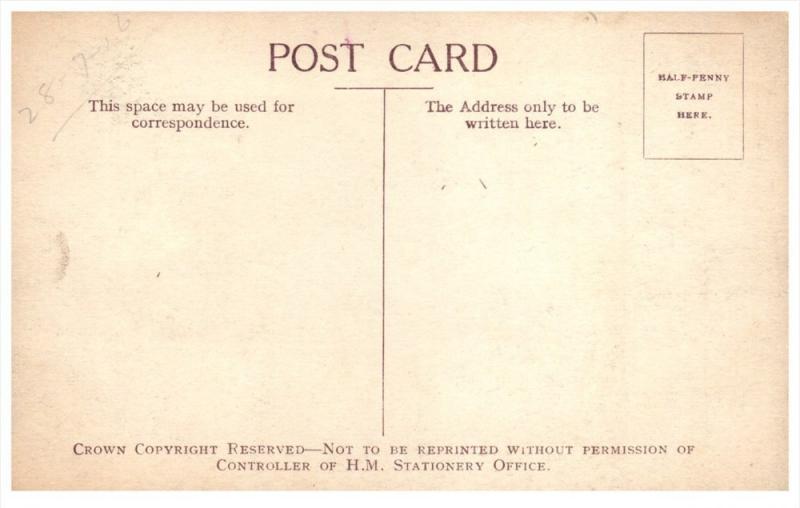 POST CARD
HALF-PENNY
STAMP
HERE.
This space may be used for
correspondence.
The Address only to be
written here.
28
CROWN COPYRIGHT RESERVED—NOT TO BE REPRINTED WITHOUT PERMISSION OF
CONTROLLER OF H.M. STATIONERY OFFICE.